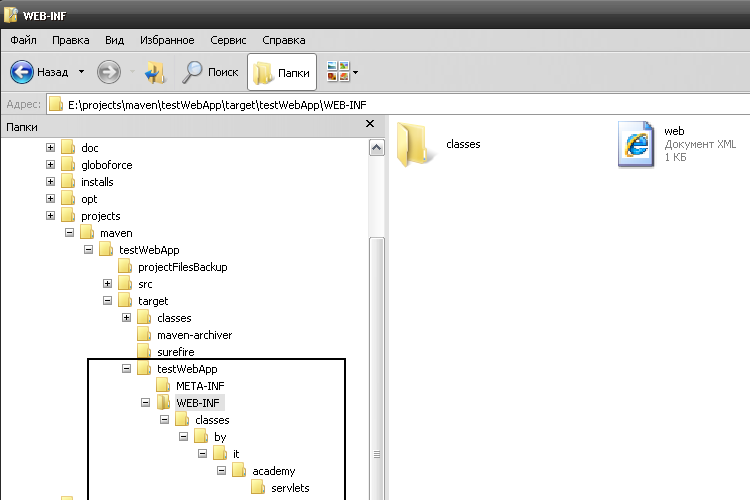 WEB-INF
Файл Правка Вид Избранное Сервис Справка
Назад Поиск Папки
Адрес: E:\projects\maven\testWebApp\target\testWebApp\WEB-INF
Папки
doc
globoforce
installs
opt
projects
maven
testWebApp
projectFilesBackup
src
target
classes
maven-archiver
surefire
testWebApp
META-INF
WEB-INF
classes
by
it
academy
servlets
classes
web
Документ XML
1 КБ